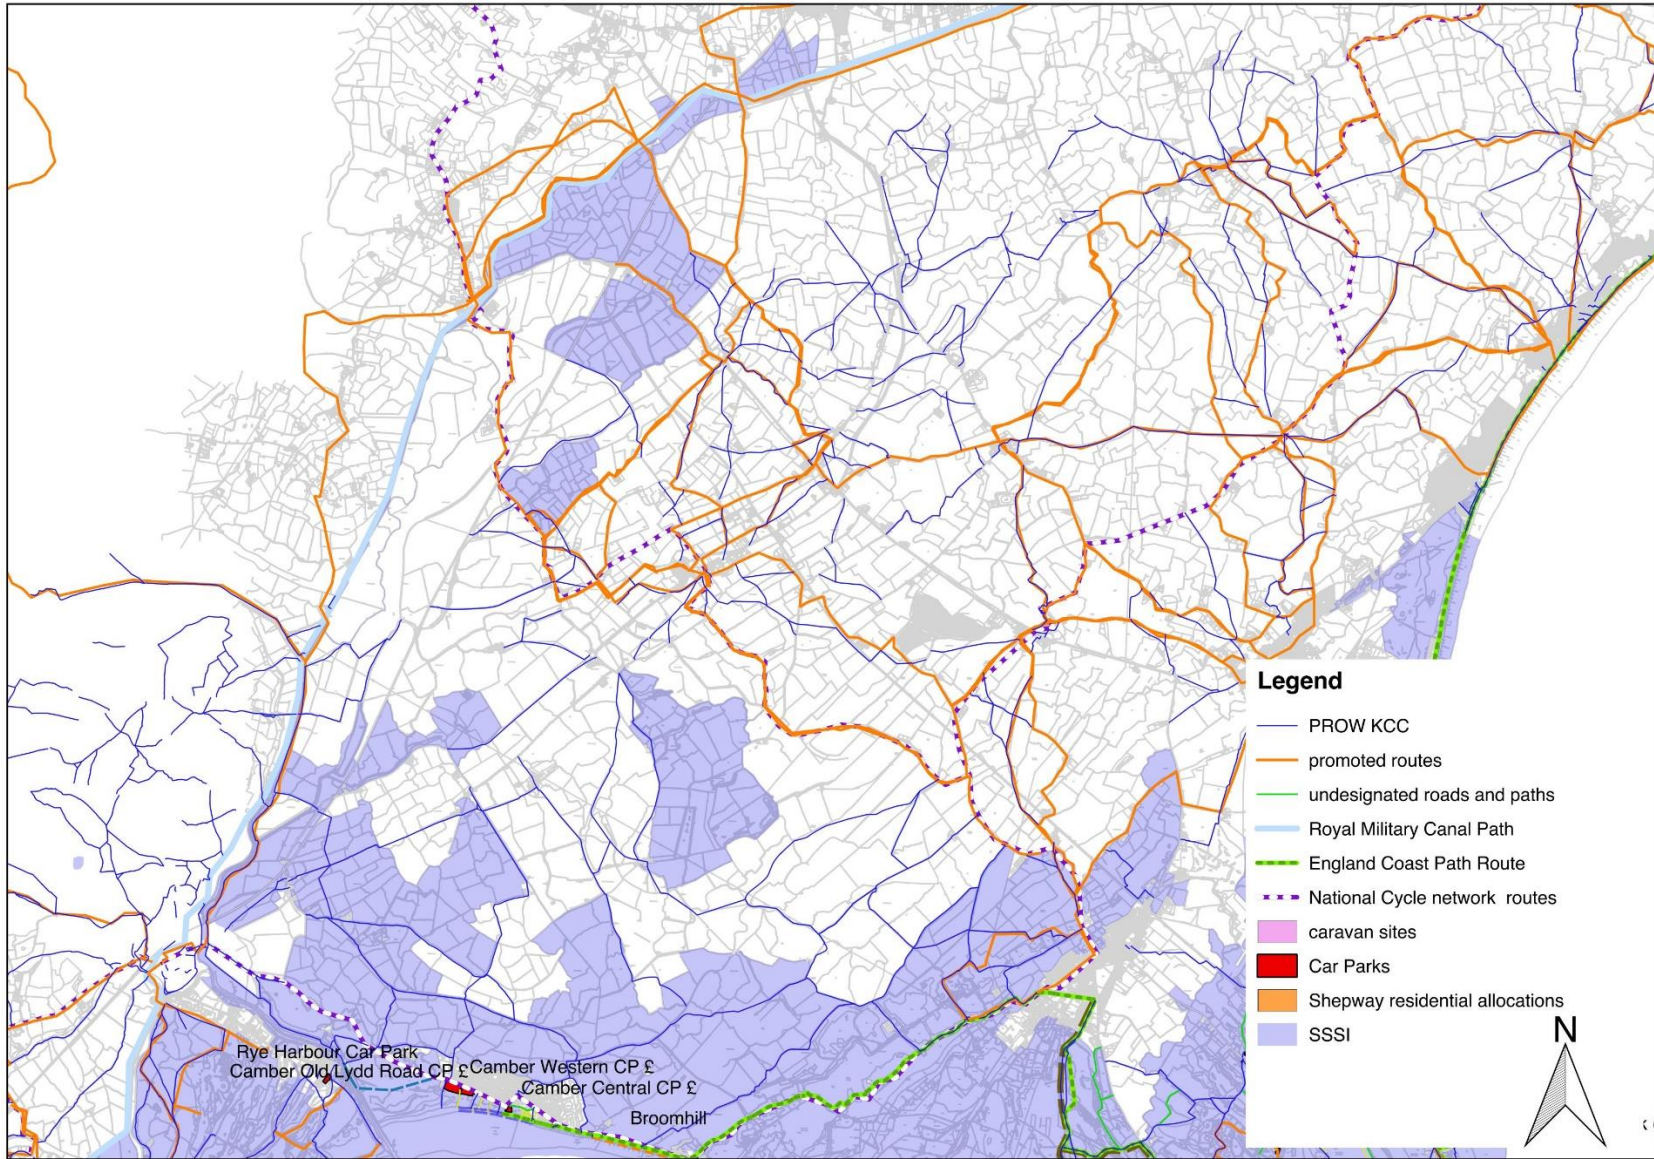 Legend
PROW KCC
promoted routes
undesignated roads and paths
Royal Military Canal Path
England Coast Path Route
National Cycle network routes
caravan sites
Car Parks
Shepway residential allocations
SSSI
N
Rye Harbour Car Park
Camber Old Lydd Road CP £
Camber Western CP £
Camber Central CP £
Broomhill